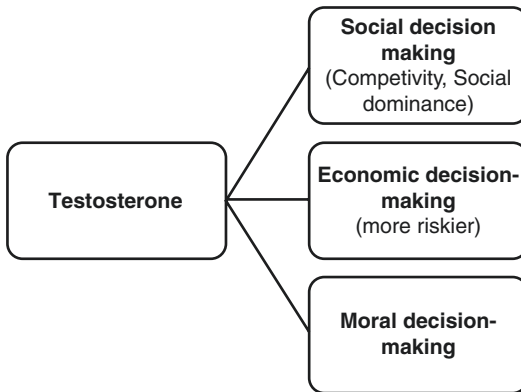 Social decision
making
(Competivity, Social
dominance)
Testosterone
Economic decision-
making
(more riskier)
Moral decision-
making